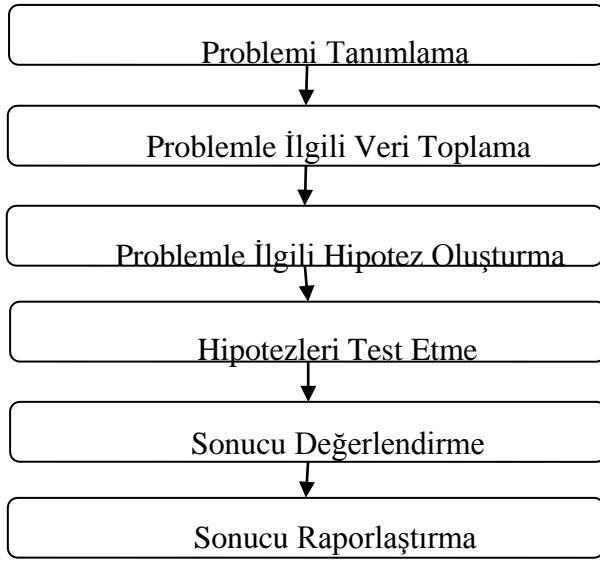 Problemi Tanımlama
Problemle İlgili Veri Toplama
Problemle İlgili Hipotez Oluşturma
Hipotezleri Test Etme
Sonucu Değerlendirme
Sonucu Raporlaştırma